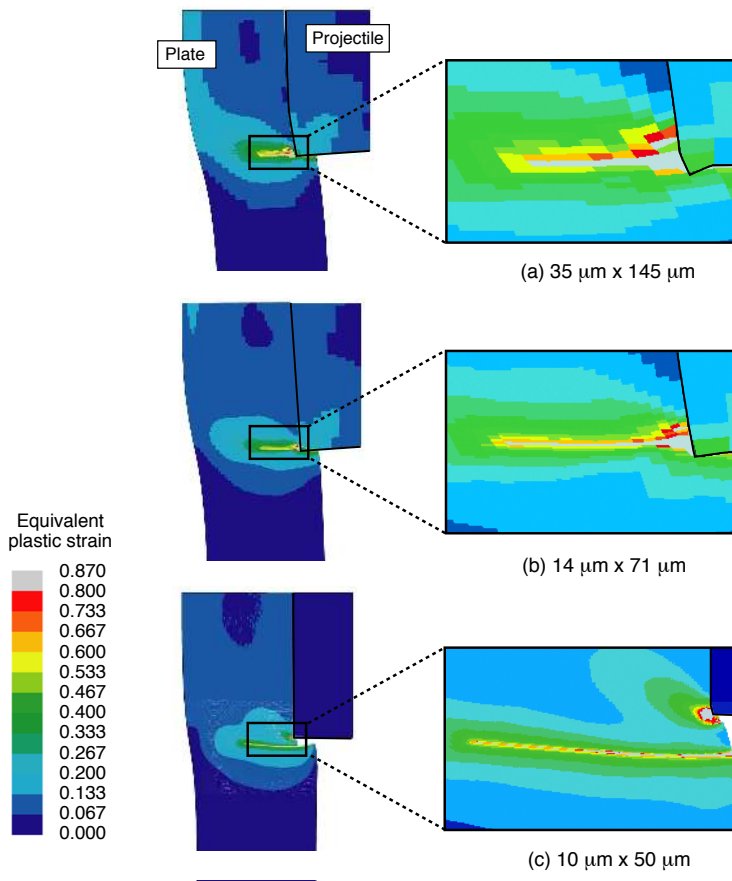 Plate
Projectile
(a) 35 μm x 145 μm
(b) 14 μm x 71 μm
Equivalent
plastic strain
0.870
0.800
0.733
0.667
0.600
0.533
0.467
0.400
0.333
0.267
0.200
0.133
0.067
0.000
(c) 10 μm x 50 μm